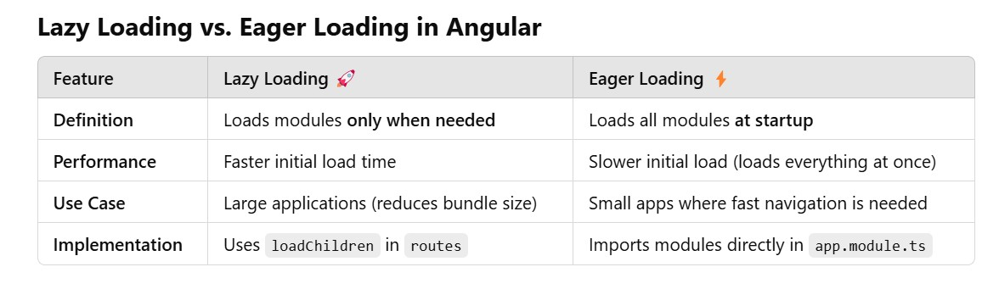 Lazy Loading vs. Eager Loading in Angular
Feature Lazy Loading 🚀 Eager Loading ⚡
Definition Loads modules only when needed Loads all modules at startup
Performance Faster initial load time Slower initial load (loads everything at once)
Use Case Large applications (reduces bundle size) Small apps where fast navigation is needed
Implementation Uses loadChildren in routes Imports modules directly in app.module.ts